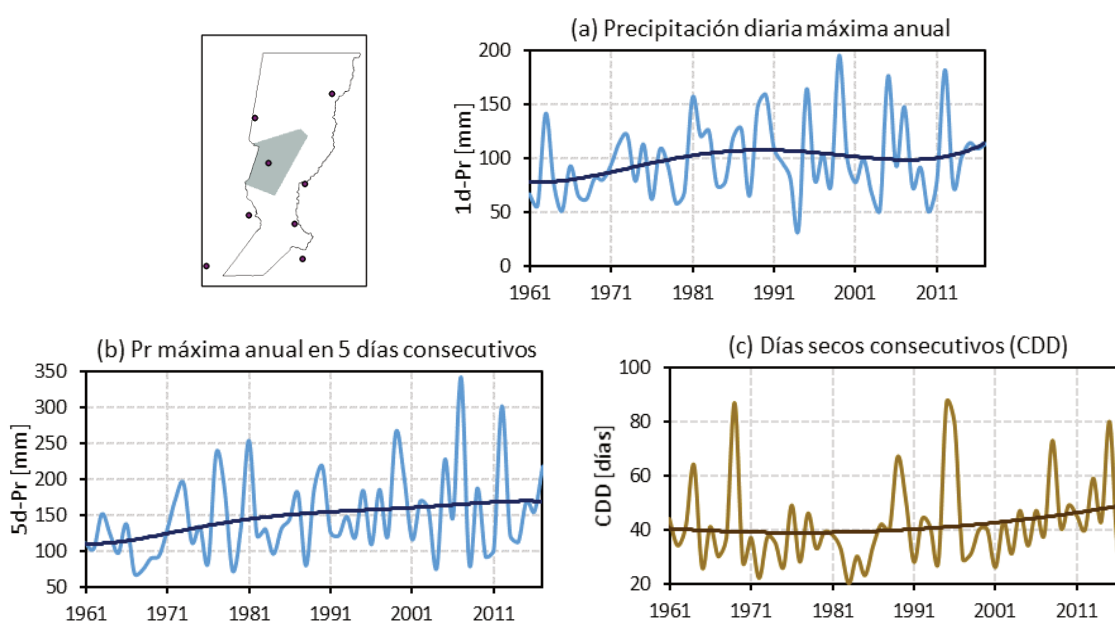 (a) Precipitación diaria máxima anual
1d-Pr [mm]
200
150
100
50
0
1961 1971 1981 1991 2001 2011
(b) Pr máxima anual en 5 días consecutivos
5d-Pr [mm]
350
300
250
200
150
100
50
1961 1971 1981 1991 2001 2011
(c) Días secos consecutivos (CDD)
CDD [días]
100
80
60
40
20
1961 1971 1981 1991 2001 2011